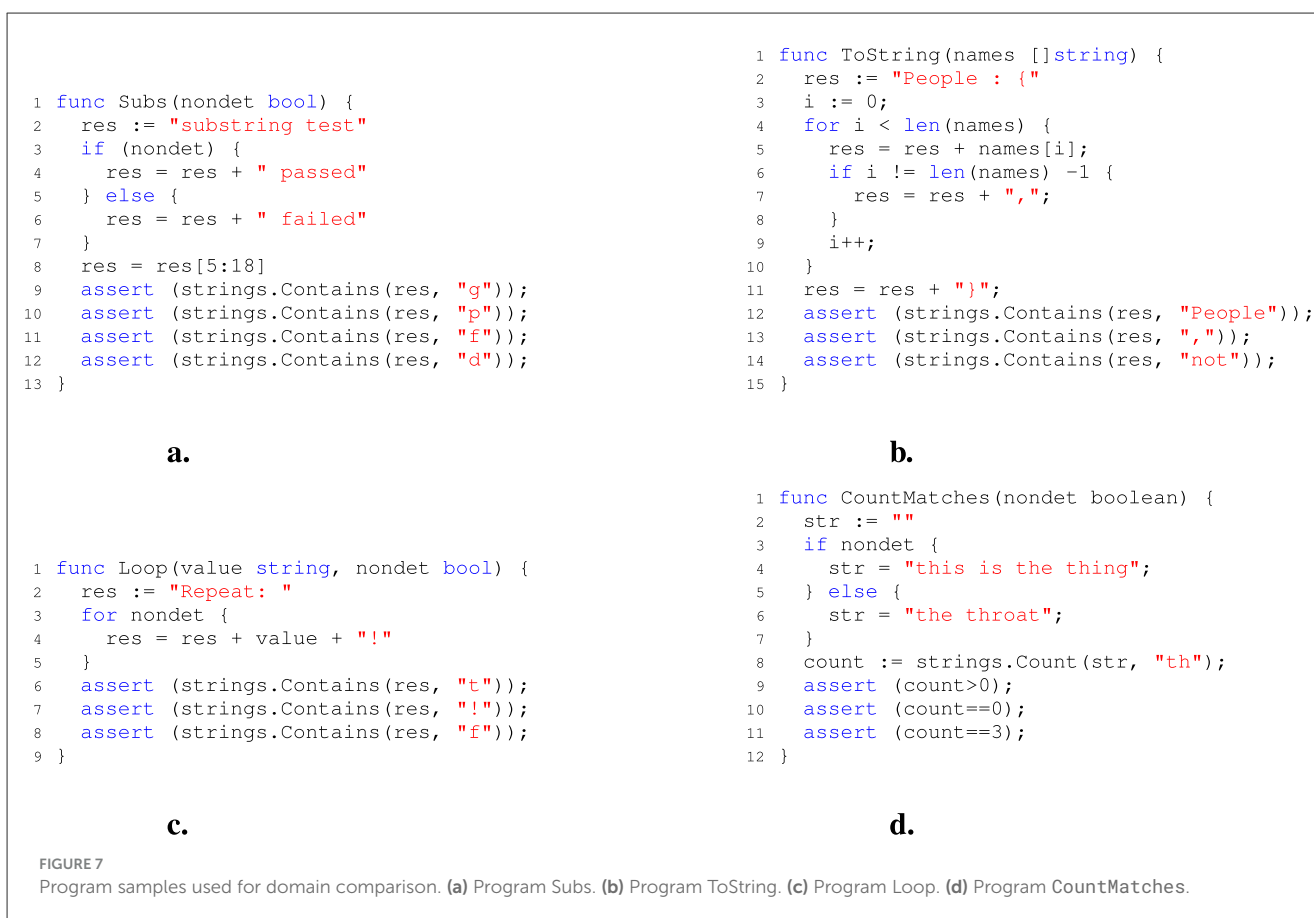 1 func Subs(nondet bool) {
2   res := "substring test"
3   if (nondet) {
4     res = res + " passed"
5   } else {
6     res = res + " failed"
7   }
8   res = res[5:18]
9   assert (strings.Contains(res, "g"));
10   assert (strings.Contains(res, "p"));
11   assert (strings.Contains(res, "f"));
12   assert (strings.Contains(res, "d"));
13 }
a.
1 func ToString(names []string) {
2   res := "People : {"
3   i := 0;
4   for i < len(names) {
5     res = res + names[i];
6     if i != len(names) -1 {
7       res = res + ",";
8     }
9     i++;
10   }
11   res = res + "}";
12   assert (strings.Contains(res, "People"));
13   assert (strings.Contains(res, ","));
14   assert (strings.Contains(res, "not"));
15 }
b.
1 func Loop(value string, nondet bool) {
2   res := "Repeat: "
3   for nondet {
4     res = res + value + "!"
5   }
6   assert (strings.Contains(res, "t"));
7   assert (strings.Contains(res, "!"));
8   assert (strings.Contains(res, "f"));
9 }
c.
1 func CountMatches(nondet boolean) {
2   str := ""
3   if nondet {
4     str = "this is the thing";
5   } else {
6     str = "the throat";
7   }
8   count := strings.Count(str, "th");
9   assert (count>0);
10   assert (count==0);
11   assert (count==3);
12 }
d.
FIGURE 7
Program samples used for domain comparison. (a) Program Subs. (b) Program ToString. (c) Program Loop. (d) Program CountMatches.